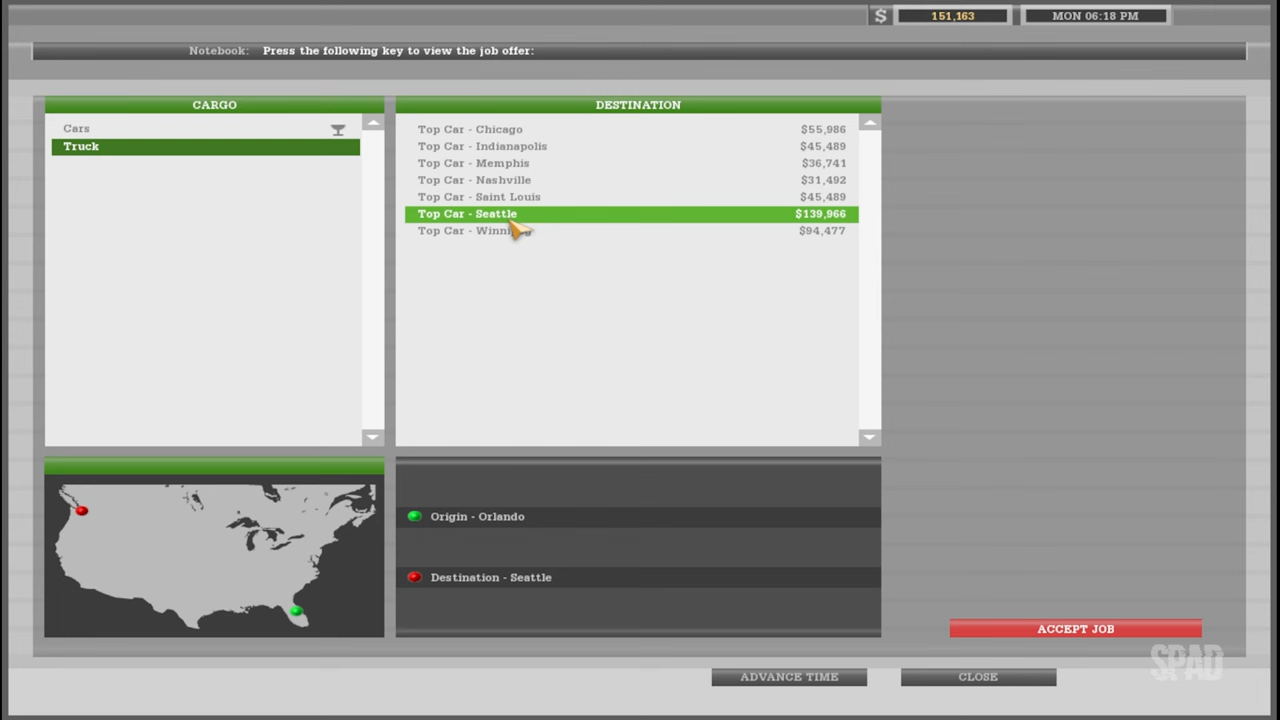 $ 151,163 MON 06:18 PM
Notebook: Press the following key to view the job offer:
CARGO
Cars
Truck
DESTINATION
Top Car - Chicago $55,986
Top Car - Indianapolis $45,489
Top Car - Memphis $36,741
Top Car - Nashville $31,492
Top Car - Saint Louis $45,489
Top Car - Seattle $139,966
Top Car - $94,477
Origin - Orlando
Destination - Seattle
ACCEPT JOB
SPAD
ADVANCE TIME CLOSE